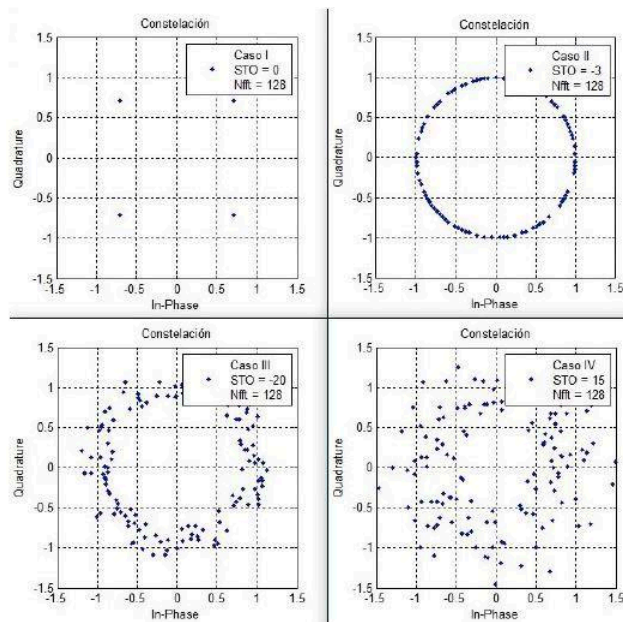 Constelación
1.5
1
0.5
0
-0.5
-1
-1.5
Quadrature
Caso I
STO = 0
Nfft = 128
-1.5 -1 -0.5 0 0.5 1 1.5
In-Phase
Constelación
1.5
1
0.5
0
-0.5
-1
-1.5
Quadrature
Caso II
STO = -3
Nfft = 128
-1.5 -1 -0.5 0 0.5 1 1.5
In-Phase
Constelación
1.5
1
0.5
0
-0.5
-1
-1.5
Quadrature
Caso III
STO = -20
Nfft = 128
-1.5 -1 -0.5 0 0.5 1 1.5
In-Phase
Constelación
1.5
1
0.5
0
-0.5
-1
-1.5
Quadrature
Caso IV
STO = 15
Nfft = 128
-1.5 -1 -0.5 0 0.5 1 1.5
In-Phase